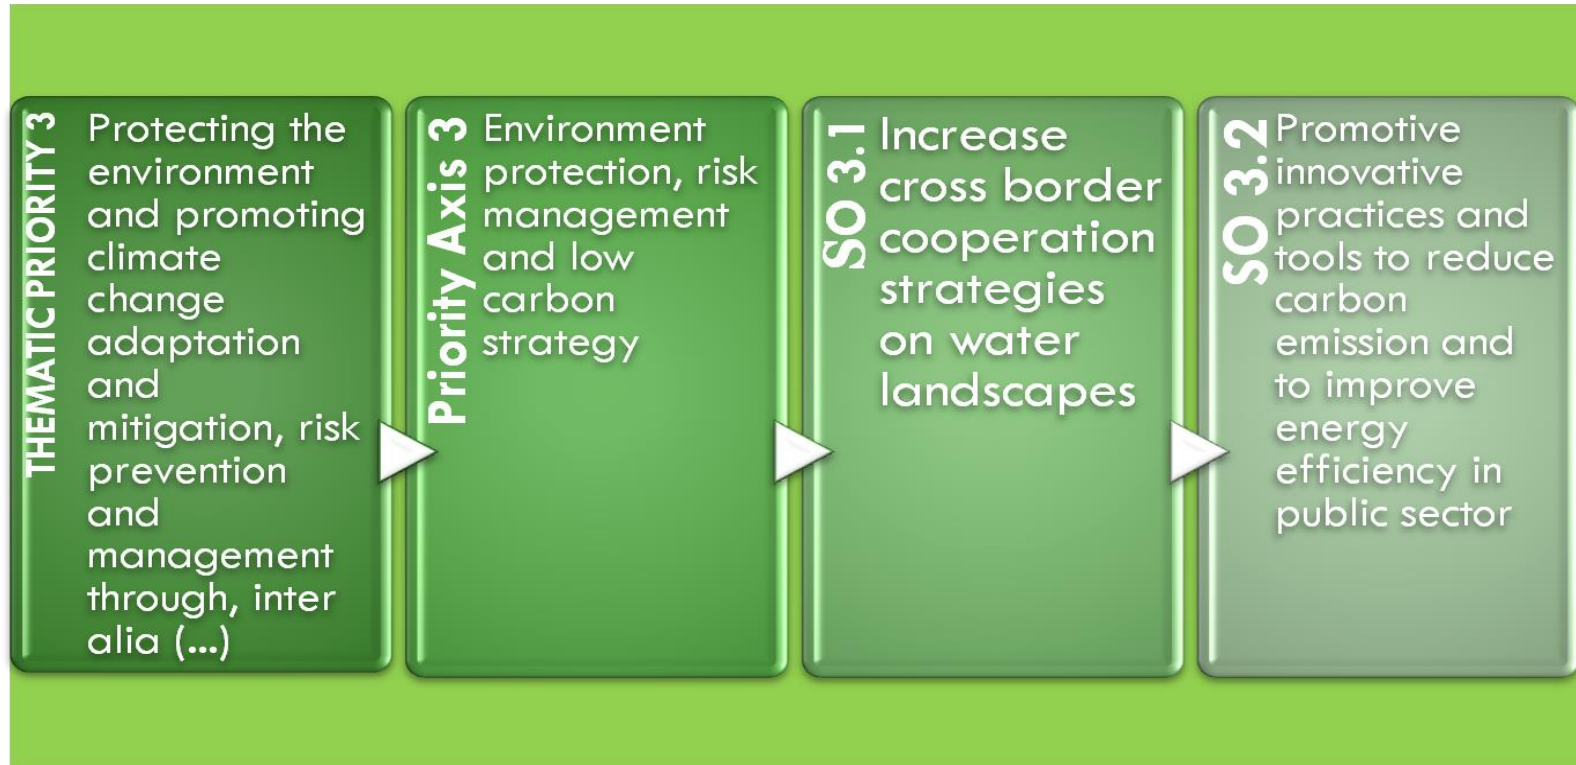 THEMATIC PRIORITY 3
Protecting the
environment
and promoting
climate
change
adaptation
and
mitigation, risk
prevention
and
management
through, inter
alia (...)
Priority Axis 3
Environment
protection, risk
management
and low
carbon
strategy
SO 3.1
Increase
cross border
cooperation
strategies
on water
landscapes
SO 3.2
Promotive
innovative
practices and
tools to reduce
carbon
emission and
to improve
energy
efficiency in
public sector